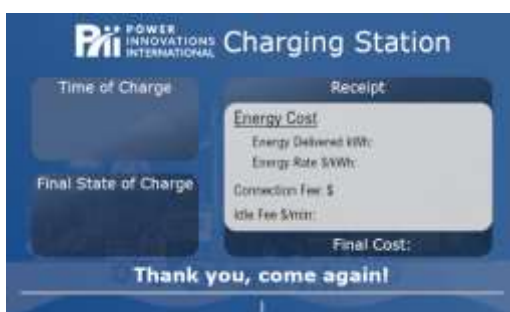 Pii POWER INNOVATIONS INTERNATIONAL Charging Station
Time of Charge
Final State of Charge
Receipt
Energy Cost
Energy Delivered kWh:
Energy Rate $/kWh:
Connection Fee: $
Idle Fee $/min:
Final Cost:
Thank you, come again!